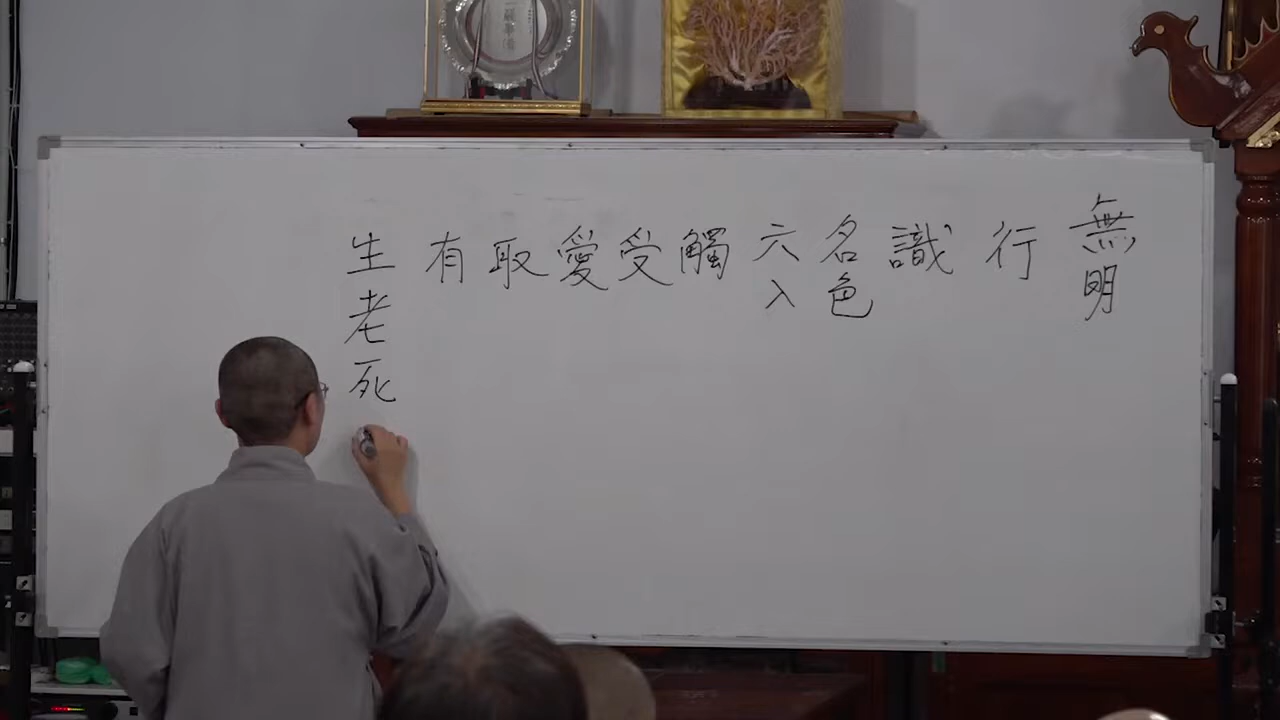 無明
行
識
名色
六入
觸
受
愛
取
有
生老死